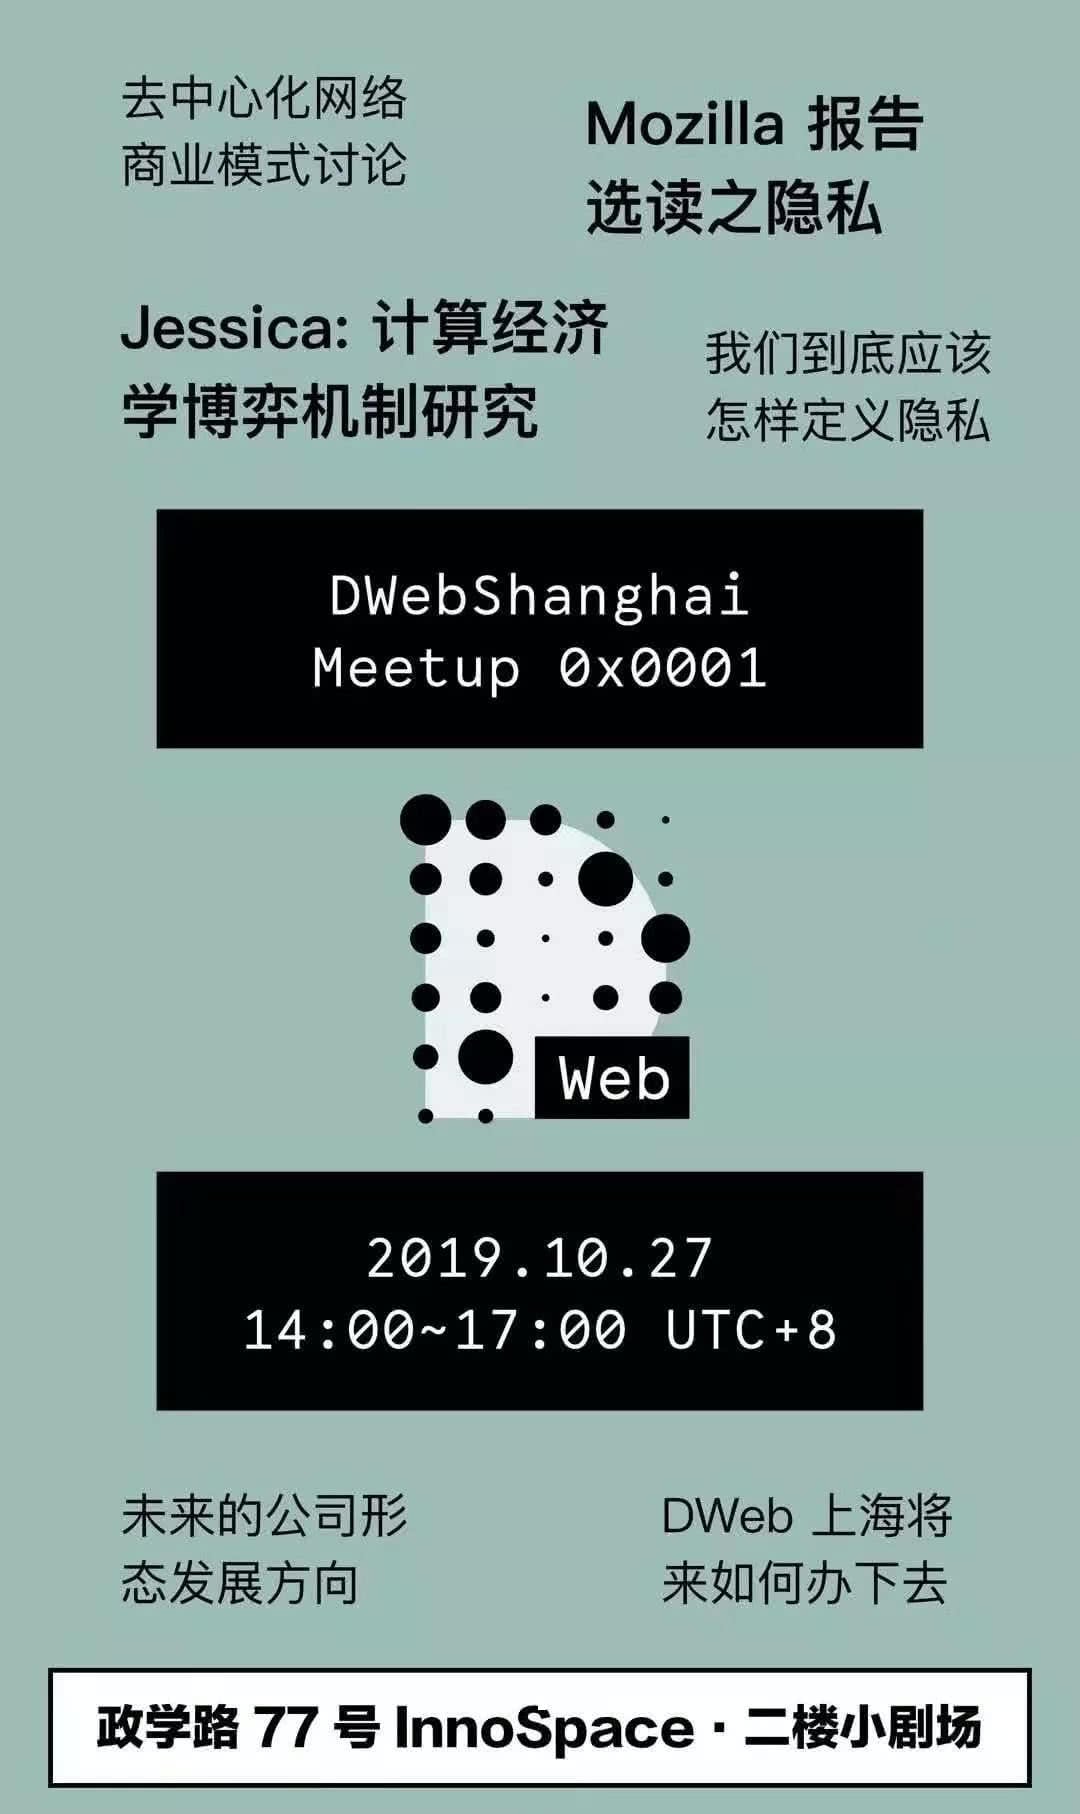 去中心化网络
商业模式讨论
Mozilla 报告
选读之隐私
Jessica: 计算经济
学博弈机制研究
我们到底应该
怎样定义隐私
DWebShanghai
Meetup 0x0001
Web
2019.10.27
14:00~17:00 UTC+8
未来的公司形
态发展方向
DWeb 上海将
来如何办下去
政学路 77 号 InnoSpace · 二楼小剧场